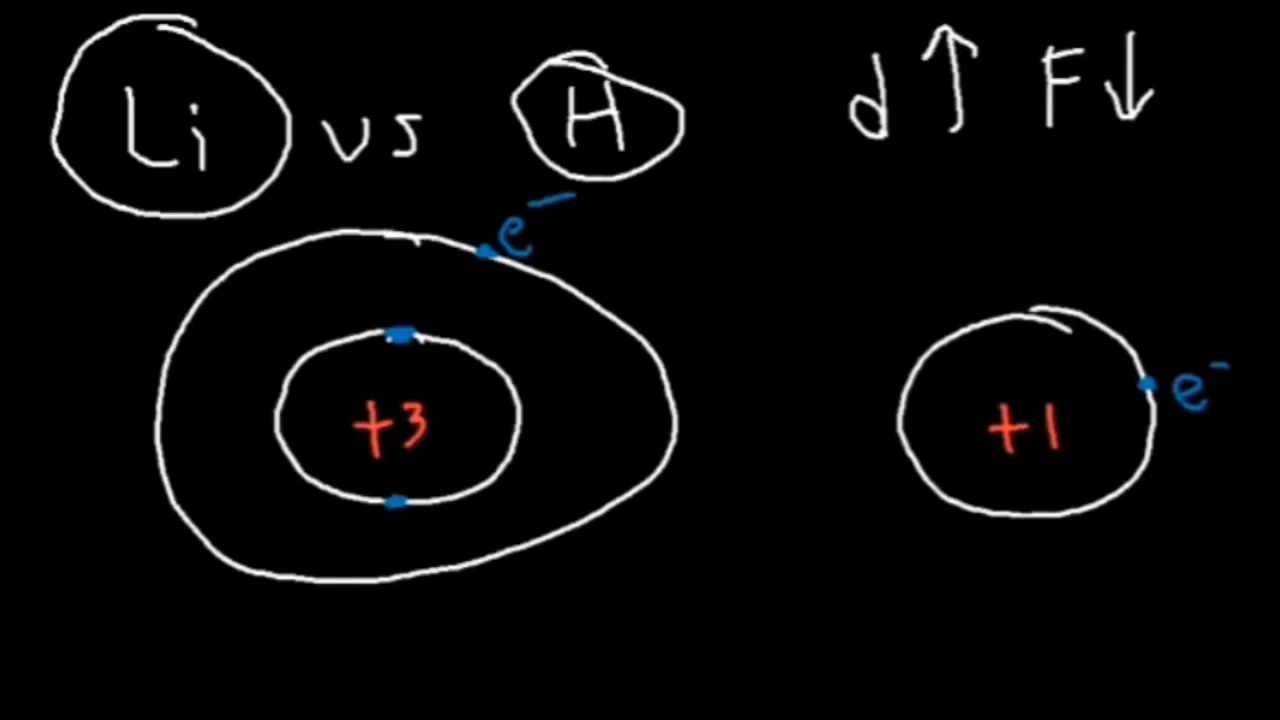 Li vs H d↑ F↓
e⁻
+3 +1 e⁻